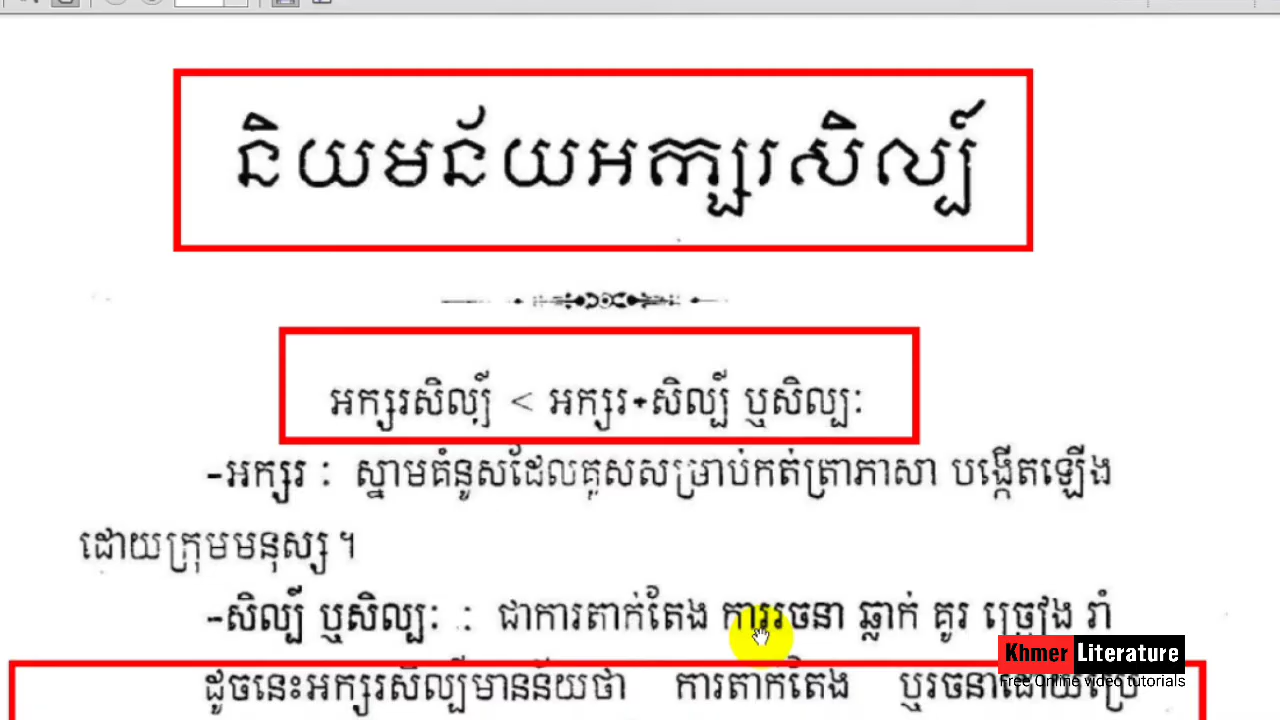 និយមន័យអក្សរសិល្ប៍
អក្សរសិល្ប៍ < អក្សរ+សិល្ប៍ ឬសិល្បៈ
-អក្សរ : ស្នាមគំនូសដែលគូសសម្រាប់កត់ត្រាភាសា បង្កើតឡើង
ដោយក្រុមមនុស្ស ។
-សិល្ប៍ ឬសិល្បៈ : ជាការតាក់តែង ការរចនា ឆ្លាក់ គូរ ច្រៀង រាំ
ដូចនេះអក្សរសិល្ប៍មានន័យថា ការតាក់តែង ឬរចនាដោយប្រើ
Khmer Literature
Free Online video tutorials